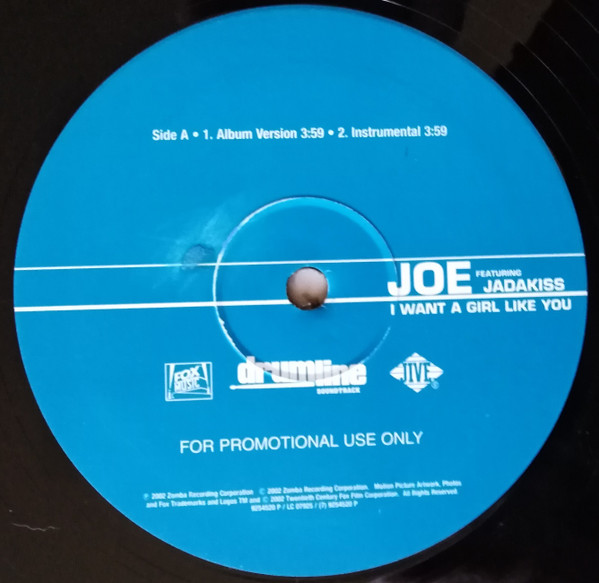 Side A • 1. Album Version 3:59 • 2. Instrumental 3:59
JOE FEATURING JADAKISS
I WANT A GIRL LIKE YOU
FOX MUSIC
drumline
SOUNDTRACK
JIVE
FOR PROMOTIONAL USE ONLY
℗ 2002 Zomba Recording Corporation © 2002 Zomba Recording Corporation. Motion Picture Artwork, Photos
and Fox Trademarks and Logos TM and © 2002 Twentieth Century Fox Film Corporation. All Rights Reserved
9254520 P / LC 07925 / (7) 9254520 P